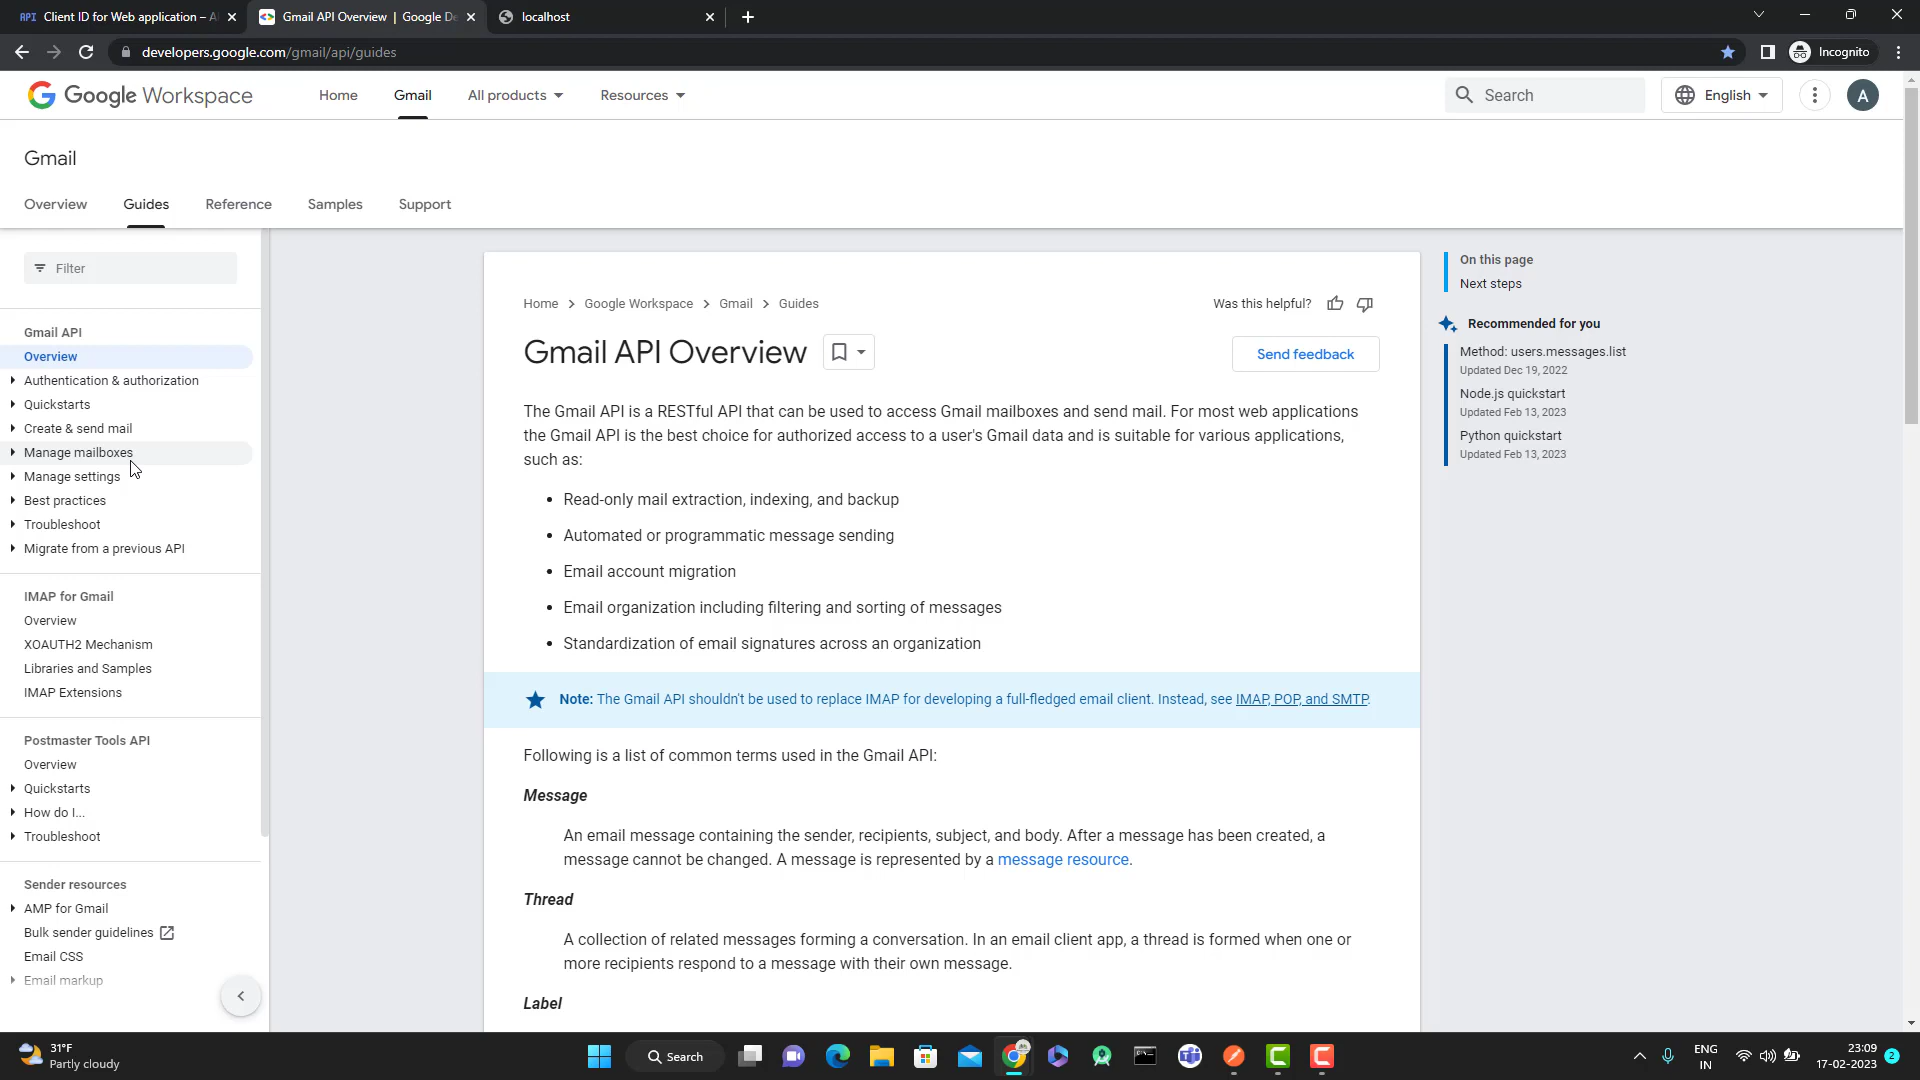 API Client ID for Web application – A
Gmail API Overview | Google De
localhost
developers.google.com/gmail/api/guides
Incognito
Google Workspace
Home
Gmail
All products
Resources
Search
English
A
Gmail
Overview
Guides
Reference
Samples
Support
Filter
Gmail API
Overview
Authentication & authorization
Quickstarts
Create & send mail
Manage mailboxes
Manage settings
Best practices
Troubleshoot
Migrate from a previous API
IMAP for Gmail
Overview
XOAUTH2 Mechanism
Libraries and Samples
IMAP Extensions
Postmaster Tools API
Overview
Quickstarts
How do I...
Troubleshoot
Sender resources
AMP for Gmail
Bulk sender guidelines
Email CSS
Email markup
Home > Google Workspace > Gmail > Guides
Was this helpful?
Gmail API Overview
Send feedback
The Gmail API is a RESTful API that can be used to access Gmail mailboxes and send mail. For most web applications
the Gmail API is the best choice for authorized access to a user's Gmail data and is suitable for various applications,
such as:
• Read-only mail extraction, indexing, and backup
• Automated or programmatic message sending
• Email account migration
• Email organization including filtering and sorting of messages
• Standardization of email signatures across an organization
Note: The Gmail API shouldn't be used to replace IMAP for developing a full-fledged email client. Instead, see IMAP, POP, and SMTP.
Following is a list of common terms used in the Gmail API:
Message
An email message containing the sender, recipients, subject, and body. After a message has been created, a
message cannot be changed. A message is represented by a message resource.
Thread
A collection of related messages forming a conversation. In an email client app, a thread is formed when one or
more recipients respond to a message with their own message.
Label
On this page
Next steps
Recommended for you
Method: users.messages.list
Updated Dec 19, 2022
Node.js quickstart
Updated Feb 13, 2023
Python quickstart
Updated Feb 13, 2023
31°F
Partly cloudy
Search
ENG
IN
23:09
17-02-2023
2